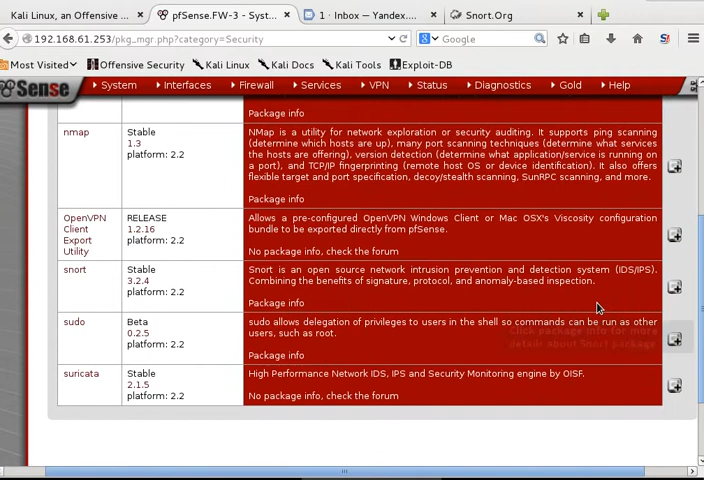 Kali Linux, an Offensive ...
pfSense.FW-3 - Syst...
1 · Inbox — Yandex....
Snort.Org
192.168.61.253/pkg_mgr.php?category=Security
Google
Most Visited
Offensive Security
Kali Linux
Kali Docs
Kali Tools
Exploit-DB
Sense
System
Interfaces
Firewall
Services
VPN
Status
Diagnostics
Gold
Help
Package info
nmap
Stable
1.3
platform: 2.2
NMap is a utility for network exploration or security auditing. It supports ping scanning
(determine which hosts are up), many port scanning techniques (determine what services
the hosts are offering), version detection (determine what application/service is running on
a port), and TCP/IP fingerprinting (remote host OS or device identification). It also offers
flexible target and port specification, decoy/stealth scanning, SunRPC scanning, and more.
Package info
OpenVPN
Client
Export
Utility
RELEASE
1.2.16
platform: 2.2
Allows a pre-configured OpenVPN Windows Client or Mac OSX's Viscosity configuration
bundle to be exported directly from pfSense.
No package info, check the forum
snort
Stable
3.2.4
platform: 2.2
Snort is an open source network intrusion prevention and detection system (IDS/IPS).
Combining the benefits of signature, protocol, and anomaly-based inspection.
Package info
sudo
Beta
0.2.5
platform: 2.2
sudo allows delegation of privileges to users in the shell so commands can be run as other
users, such as root.
Click package info for more
details about Snort package
Package info
suricata
Stable
2.1.5
platform: 2.2
High Performance Network IDS, IPS and Security Monitoring engine by OISF.
No package info, check the forum